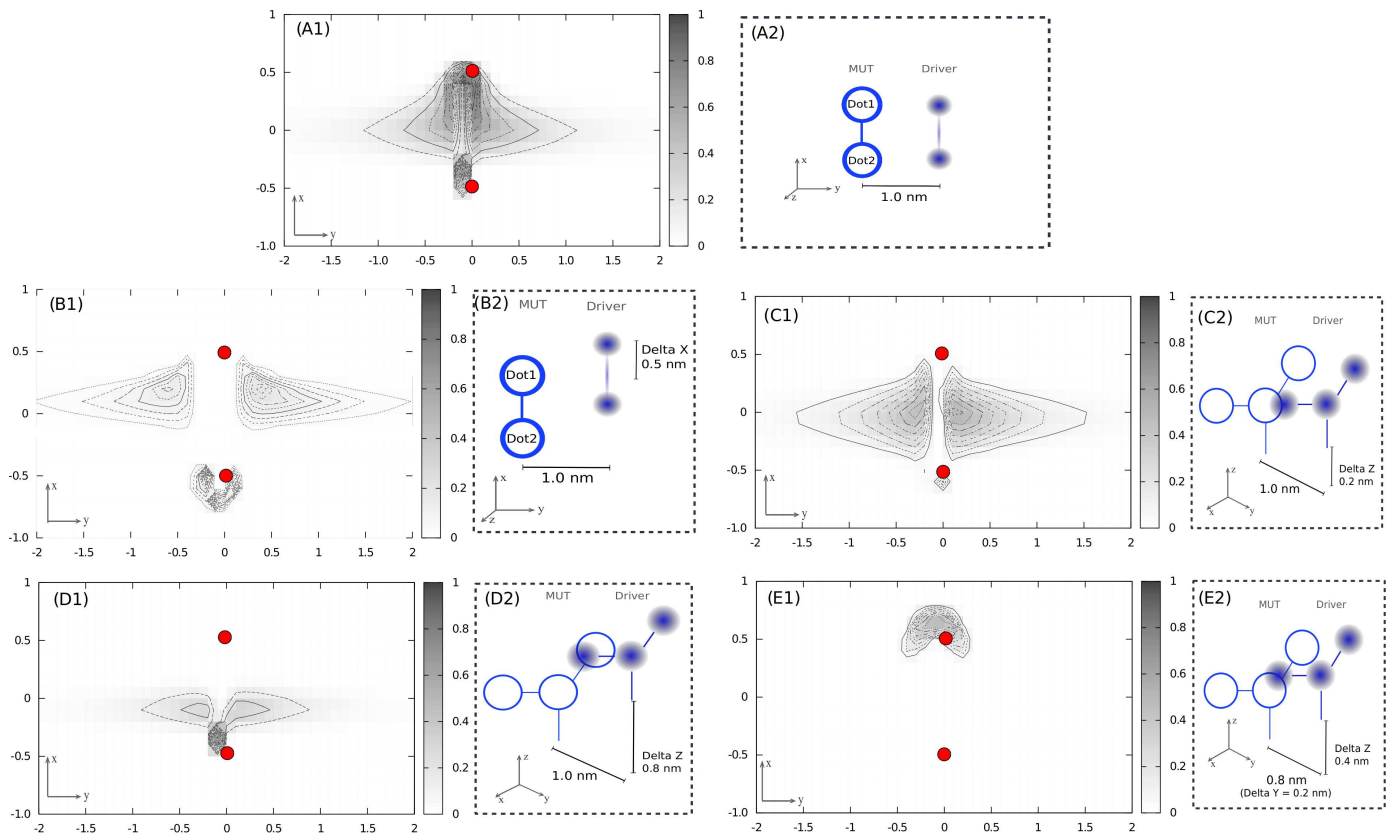 (A1)
1
0.5
0
-0.5
-1.0
-2
-1.5
-1
-0.5
0
0.5
1
1.5
2
1
0.8
0.6
0.4
0.2
0
x
y
(A2)
MUT Driver
Dot1
Dot2
x
y
z
1.0 nm
(B1)
1
0.5
0
-0.5
-1.0
-2
-1.5
-1
-0.5
0
0.5
1
1.5
2
1
0.8
0.6
0.4
0.2
0
x
y
(B2) MUT Driver
Delta X
0.5 nm
Dot1
Dot2
1.0 nm
x
y
z
(C1)
1
0.5
0
-0.5
-1.0
-2
-1.5
-1
-0.5
0
0.5
1
1.5
2
1
0.8
0.6
0.4
0.2
0
x
y
(C2)
MUT Driver
Delta Z
0.2 nm
1.0 nm
z
x
y
(D1)
1
0.5
0
-0.5
-1.0
-2
-1.5
-1
-0.5
0
0.5
1
1.5
2
1
0.8
0.6
0.4
0.2
0
x
y
(D2)
MUT Driver
Delta Z
0.8 nm
1.0 nm
z
x
y
(E1)
1
0.5
0
-0.5
-1.0
-2
-1.5
-1
-0.5
0
0.5
1
1.5
2
1
0.8
0.6
0.4
0.2
0
x
y
(E2)
MUT Driver
Delta Z
0.4 nm
0.8 nm
(Delta Y = 0.2 nm)
z
x
y